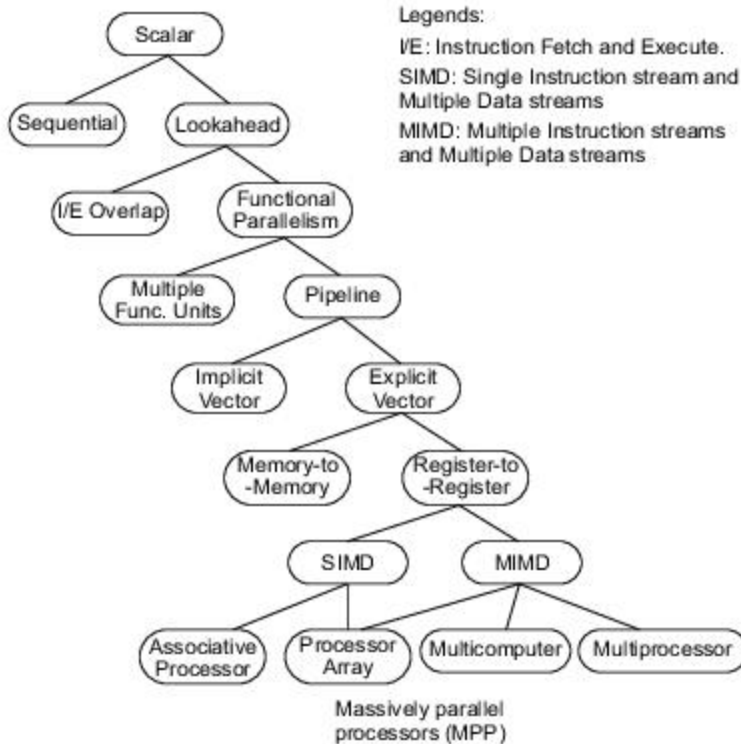 Scalar
Legends:
I/E: Instruction Fetch and Execute.
SIMD: Single Instruction stream and
Multiple Data streams
MIMD: Multiple Instruction streams
and Multiple Data streams
Sequential
Lookahead
I/E Overlap
Functional
Parallelism
Multiple
Func. Units
Pipeline
Implicit
Vector
Explicit
Vector
Memory-to
-Memory
Register-to
-Register
SIMD
MIMD
Associative
Processor
Processor
Array
Multicomputer
Multiprocessor
Massively parallel
processors (MPP)